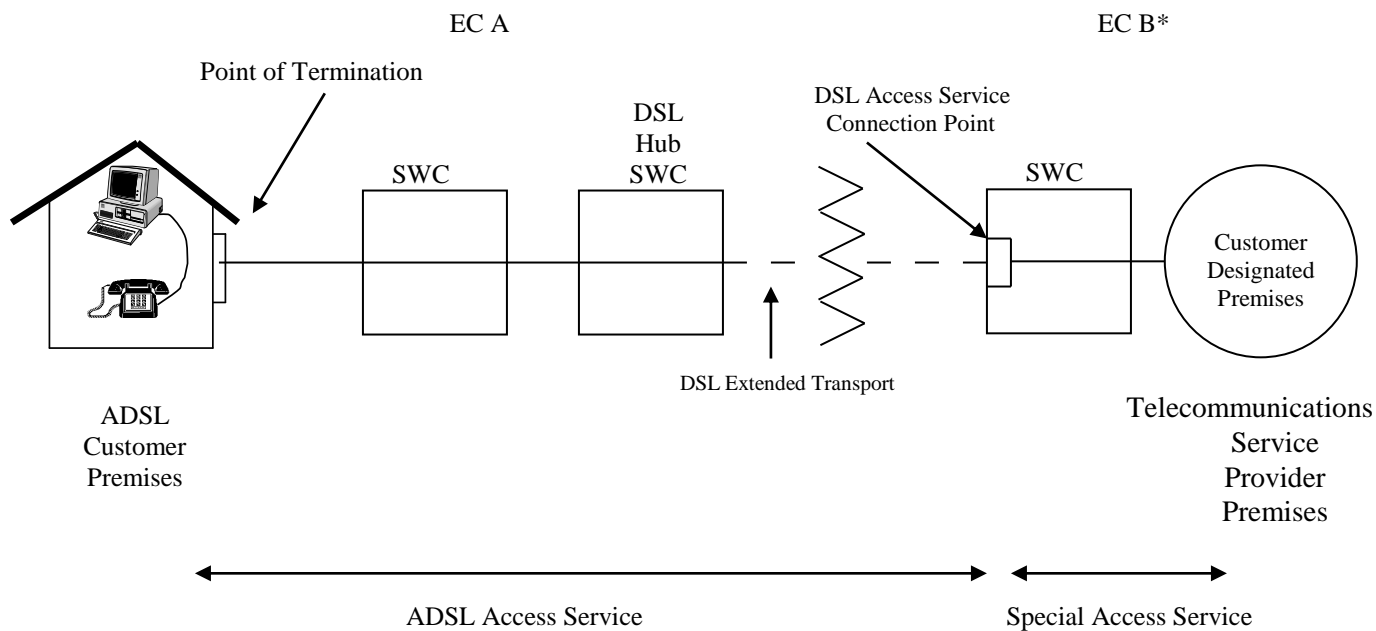 EC A
EC B*
Point of Termination
DSL Access Service
Connection Point
DSL
Hub
SWC
SWC
SWC
Customer
Designated
Premises
DSL Extended Transport
ADSL
Customer
Premises
Telecommunications
Service
Provider
Premises
ADSL Access Service
Special Access Service